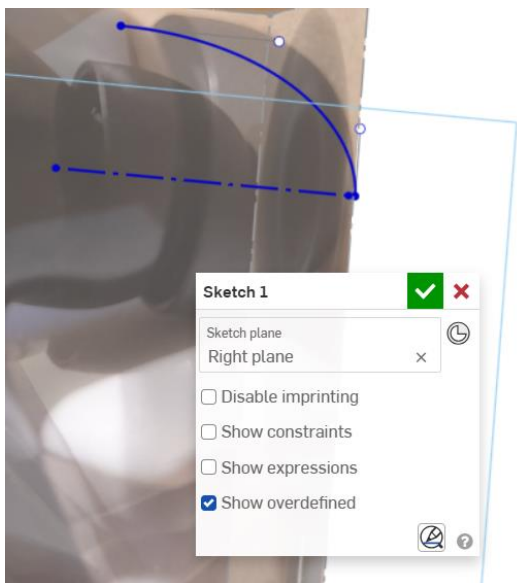 Sketch 1
Sketch plane
Right plane
Disable imprinting
Show constraints
Show expressions
Show overdefined